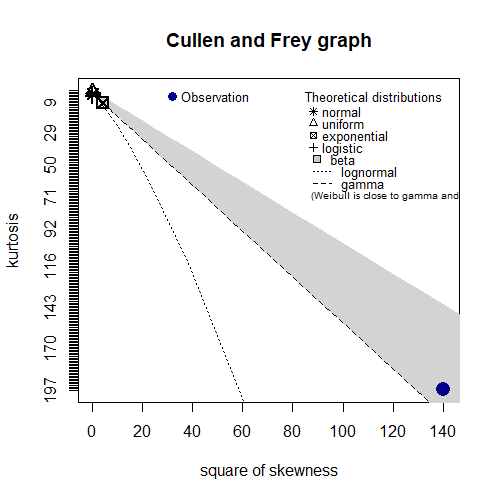 Cullen and Frey graph
Observation
Theoretical distributions
normal
uniform
exponential
logistic
beta
lognormal
gamma
(Weibull is close to gamma and
kurtosis
9
29
50
71
92
116
143
170
197
0
20
40
60
80
100
120
140
square of skewness